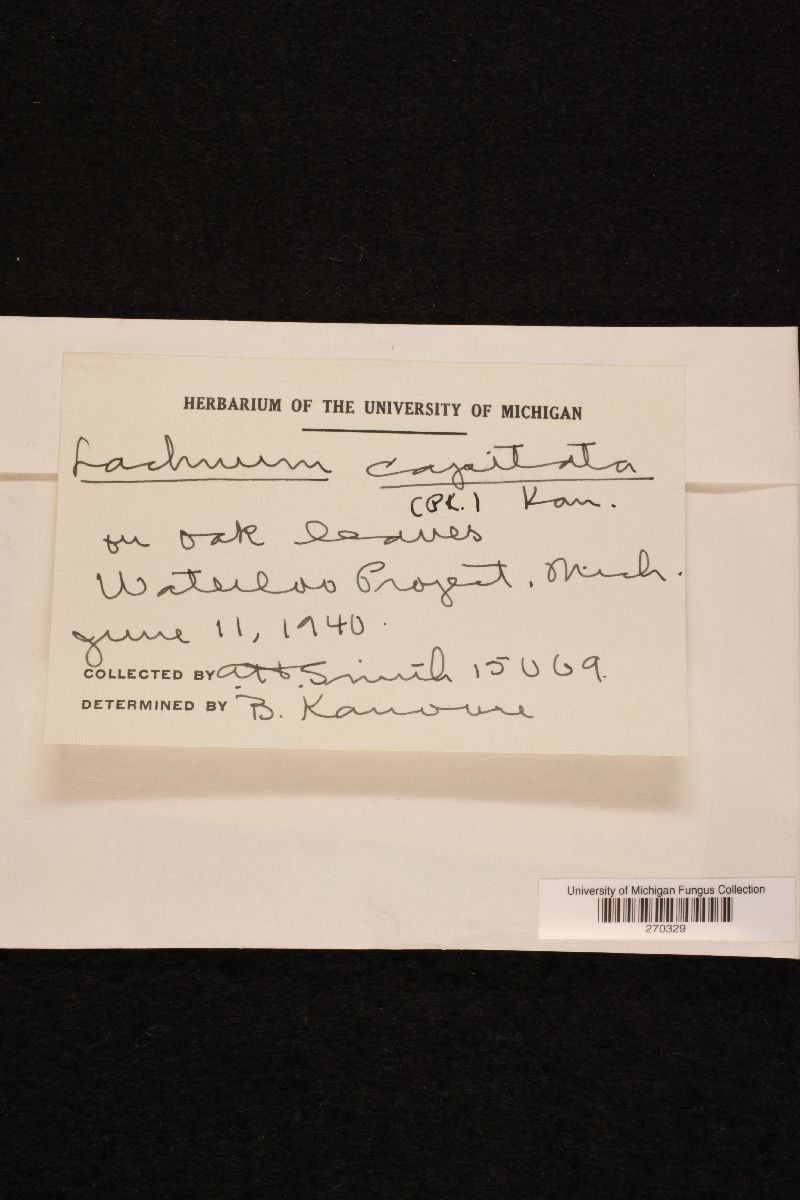 HERBARIUM OF THE UNIVERSITY OF MICHIGAN
Lachnum capitata
(PK.) Kan.
on oak leaves
Waterloo Project, Mich.
June 11, 1940.
COLLECTED BY A.H. Smith 15069.
DETERMINED BY B. Kanouse
University of Michigan Fungus Collection
270329